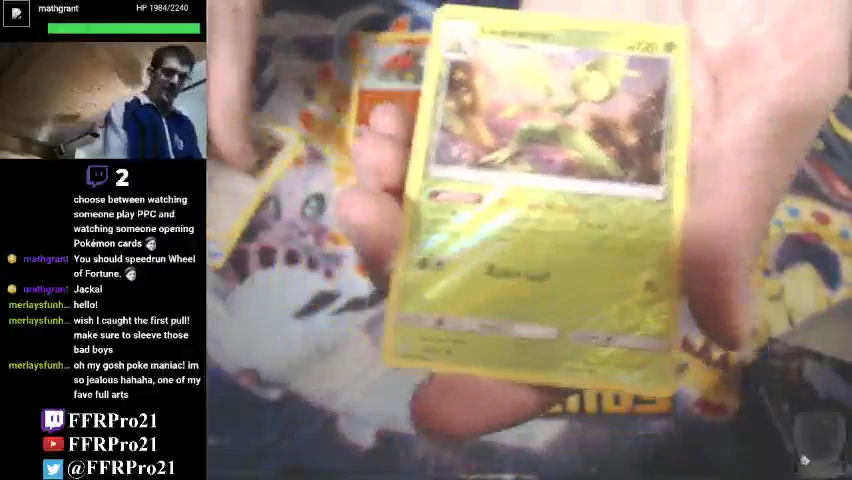 mathgrant HP 1984/2240
2
choose between watching
someone play PPC and
watching someone opening
Pokémon cards
mathgrant You should speedrun Wheel
of Fortune.
mathgrant Jackal
merlaysfunh... hello!
merlaysfunh... wish I caught the first pull!
make sure to sleeve those
bad boys
merlaysfunh... oh my gosh poke maniac! im
so jealous hahaha, one of my
fave full arts
FFRPro21
FFRPro21
@FFRPro21